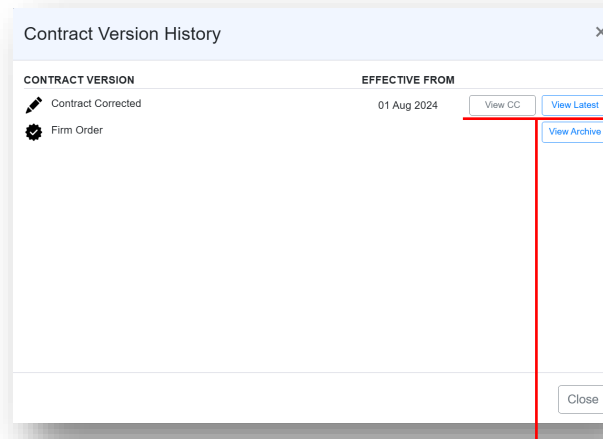 Contract Version History
CONTRACT VERSION EFFECTIVE FROM
Contract Corrected 01 Aug 2024 View CC View Latest
Firm Order View Archive
Close